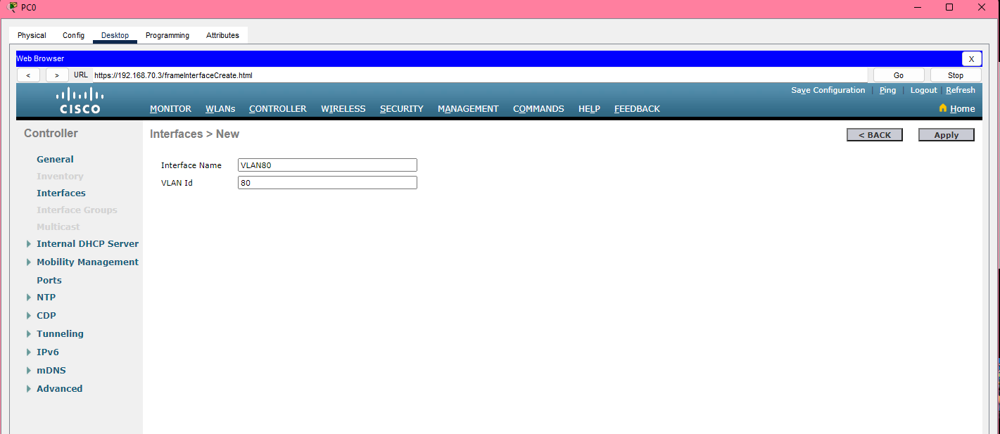 PC0
Physical Config Desktop Programming Attributes
Web Browser X
< > URL https://192.168.70.3/frameInterfaceCreate.html Go Stop
Save Configuration | Ping | Logout | Refresh
CISCO
MONITOR WLANs CONTROLLER WIRELESS SECURITY MANAGEMENT COMMANDS HELP FEEDBACK Home
Controller
General
Inventory
Interfaces
Interface Groups
Multicast
Internal DHCP Server
Mobility Management
Ports
NTP
CDP
Tunneling
IPv6
mDNS
Advanced
Interfaces > New < BACK Apply
Interface Name VLAN80
VLAN Id 80